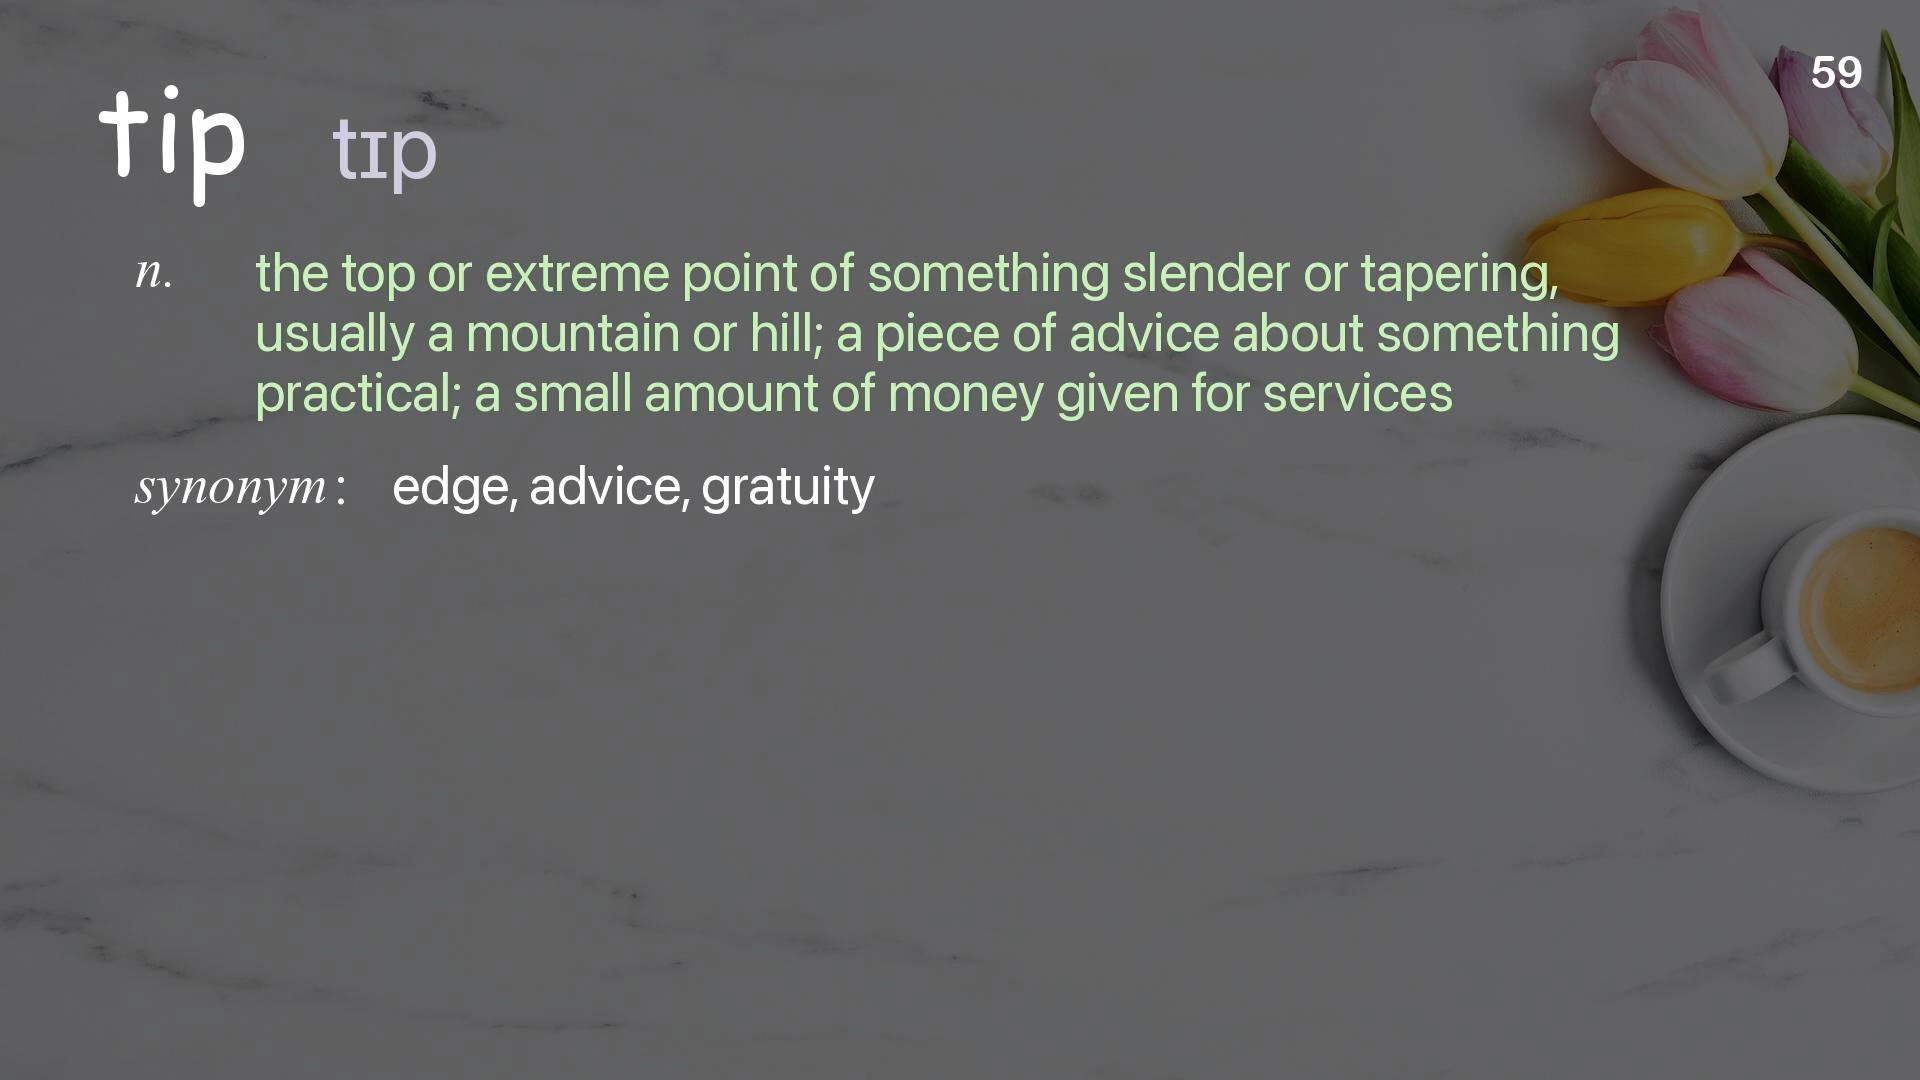 59
tip tɪp
n. the top or extreme point of something slender or tapering,
usually a mountain or hill; a piece of advice about something
practical; a small amount of money given for services
synonym : edge, advice, gratuity